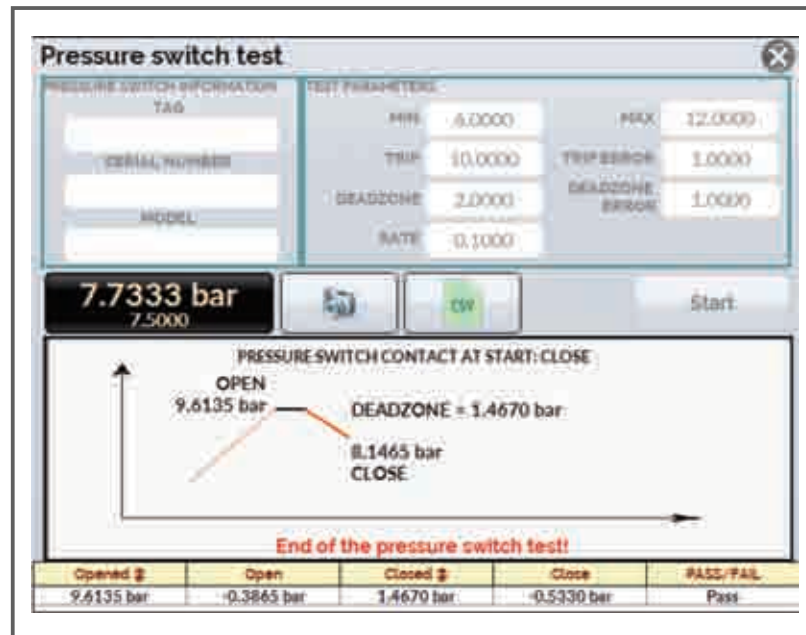 Pressure switch test
PRESSURE SWITCH INFORMATION
TAG
SERIAL NUMBER
MODEL
TEST PARAMETERS
MIN 6.0000 MAX 12.0000
TRIP 10.0000 TRIP ERROR 1.0000
DEADZONE 2.0000 DEADZONE ERROR 1.0000
RATE 0.1000
7.7333 bar
7.5000
CSV
Start
PRESSURE SWITCH CONTACT AT START: CLOSE
OPEN
9.6135 bar
DEADZONE = 1.4670 bar
8.1465 bar
CLOSE
End of the pressure switch test!
Opened Open Closed Close PASS/FAIL
9.6135 bar -0.3865 bar 1.4670 bar -0.5330 bar Pass